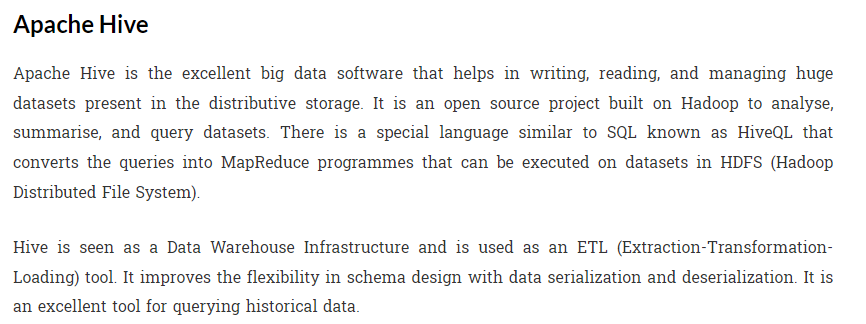 Apache Hive
Apache Hive is the excellent big data software that helps in writing, reading, and managing huge
datasets present in the distributive storage. It is an open source project built on Hadoop to analyse,
summarise, and query datasets. There is a special language similar to SQL known as HiveQL that
converts the queries into MapReduce programmes that can be executed on datasets in HDFS (Hadoop
Distributed File System).
Hive is seen as a Data Warehouse Infrastructure and is used as an ETL (Extraction-Transformation-
Loading) tool. It improves the flexibility in schema design with data serialization and deserialization. It is
an excellent tool for querying historical data.